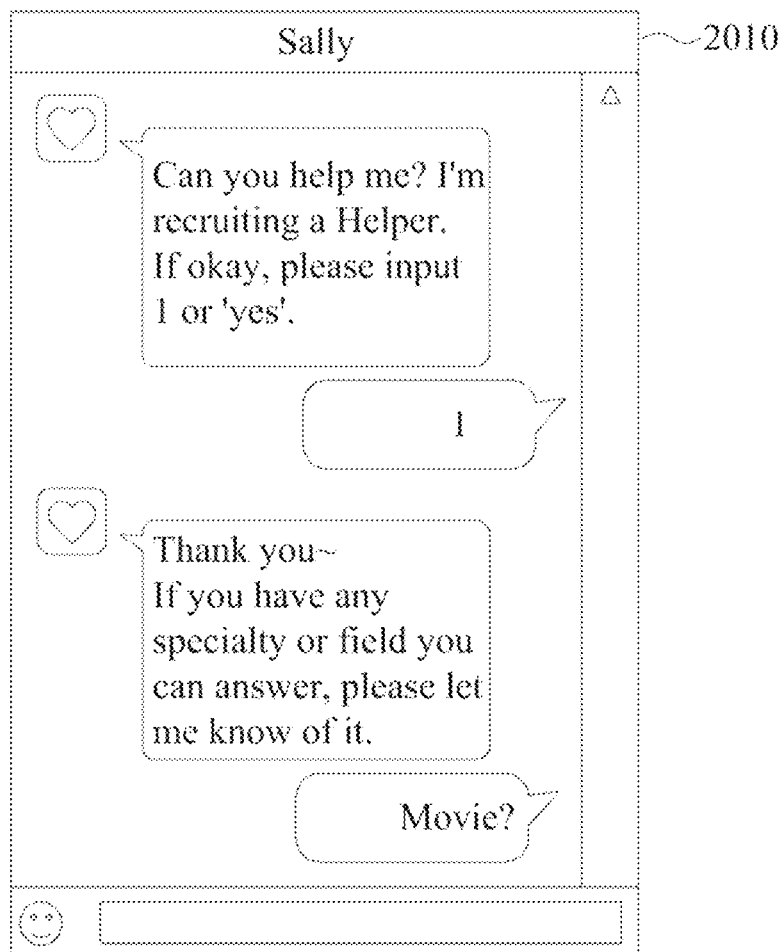 Sally
2010
Can you help me? I'm
recruiting a Helper.
If okay, please input
1 or 'yes'.
1
Thank you~
If you have any
specialty or field you
can answer, please let
me know of it.
Movie?